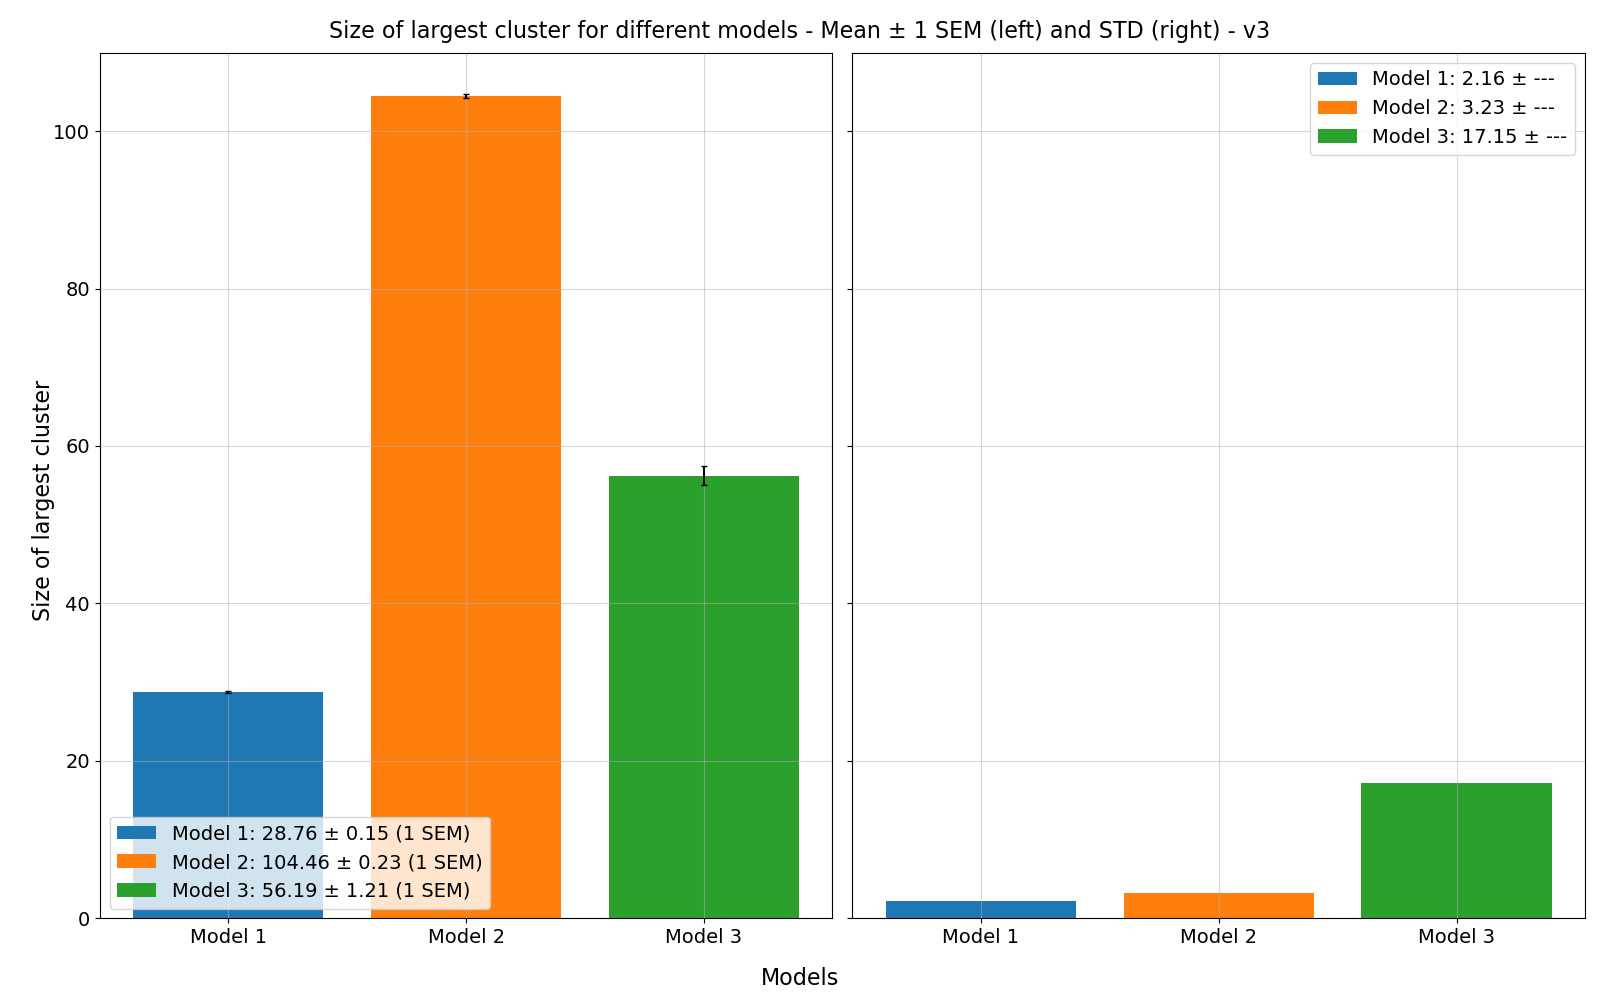 Size of largest cluster for different models - Mean ± 1 SEM (left) and STD (right) - v3
Size of largest cluster
100
80
60
40
20
0
Model 1: 28.76 ± 0.15 (1 SEM)
Model 2: 104.46 ± 0.23 (1 SEM)
Model 3: 56.19 ± 1.21 (1 SEM)
Model 1
Model 2
Model 3
Model 1: 2.16 ± ---
Model 2: 3.23 ± ---
Model 3: 17.15 ± ---
Model 1
Model 2
Model 3
Models